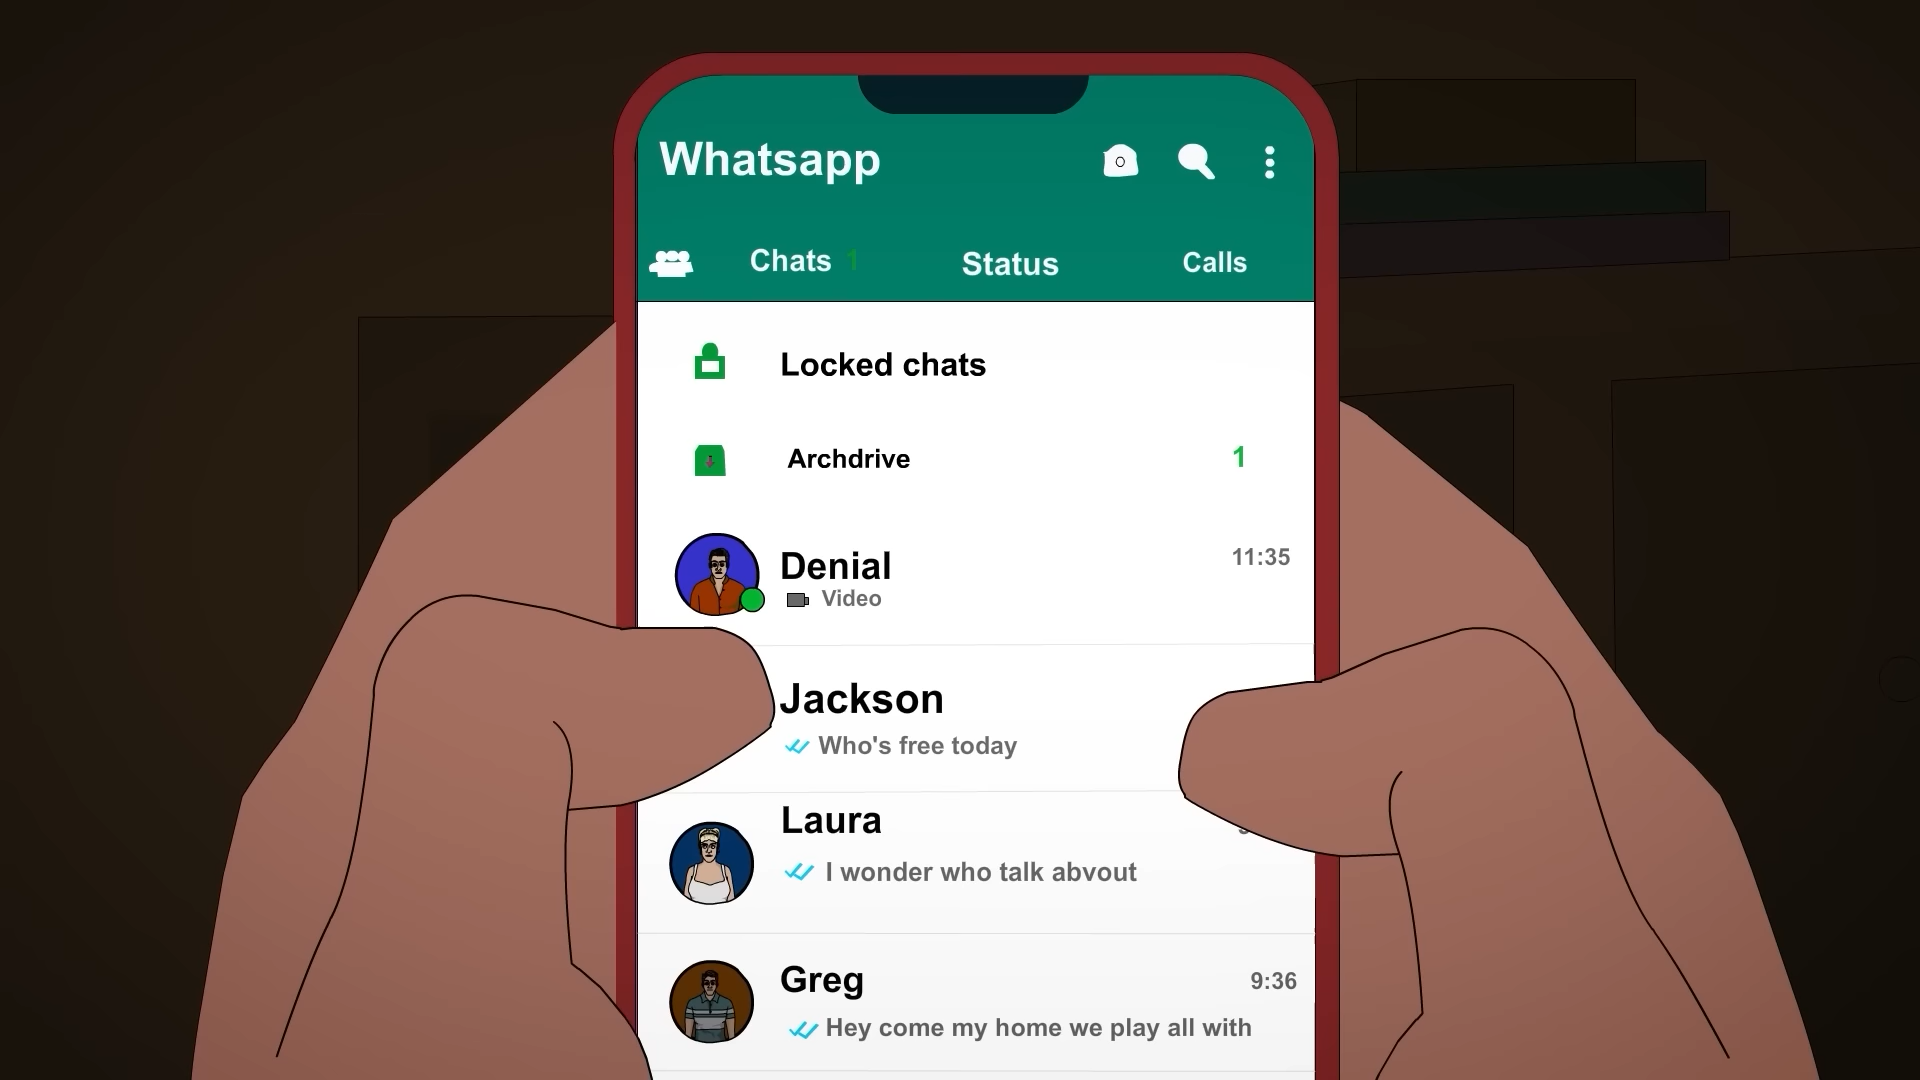 Whatsapp
Chats 1
Status
Calls
Locked chats
Archdrive 1
Denial 11:35
Video
Jackson
Who's free today
Laura
I wonder who talk abvout
Greg 9:36
Hey come my home we play all with